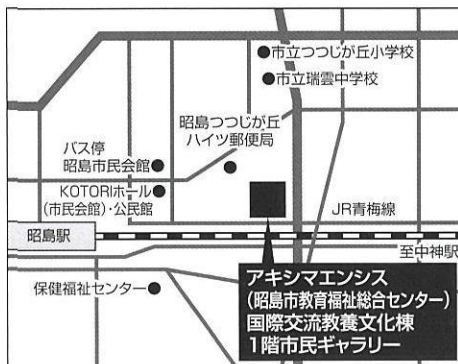 市立つつじが丘小学校
市立瑞雲中学校
昭島つつじが丘
ハイツ郵便局
バス停
昭島市民会館
KOTORIホール
(市民会館)・公民館
JR青梅線
昭島駅
至中神駅
保健福祉センター
アキシマエンシス
(昭島市教育福祉総合センター)
国際交流教養文化棟
1階市民ギャラリー